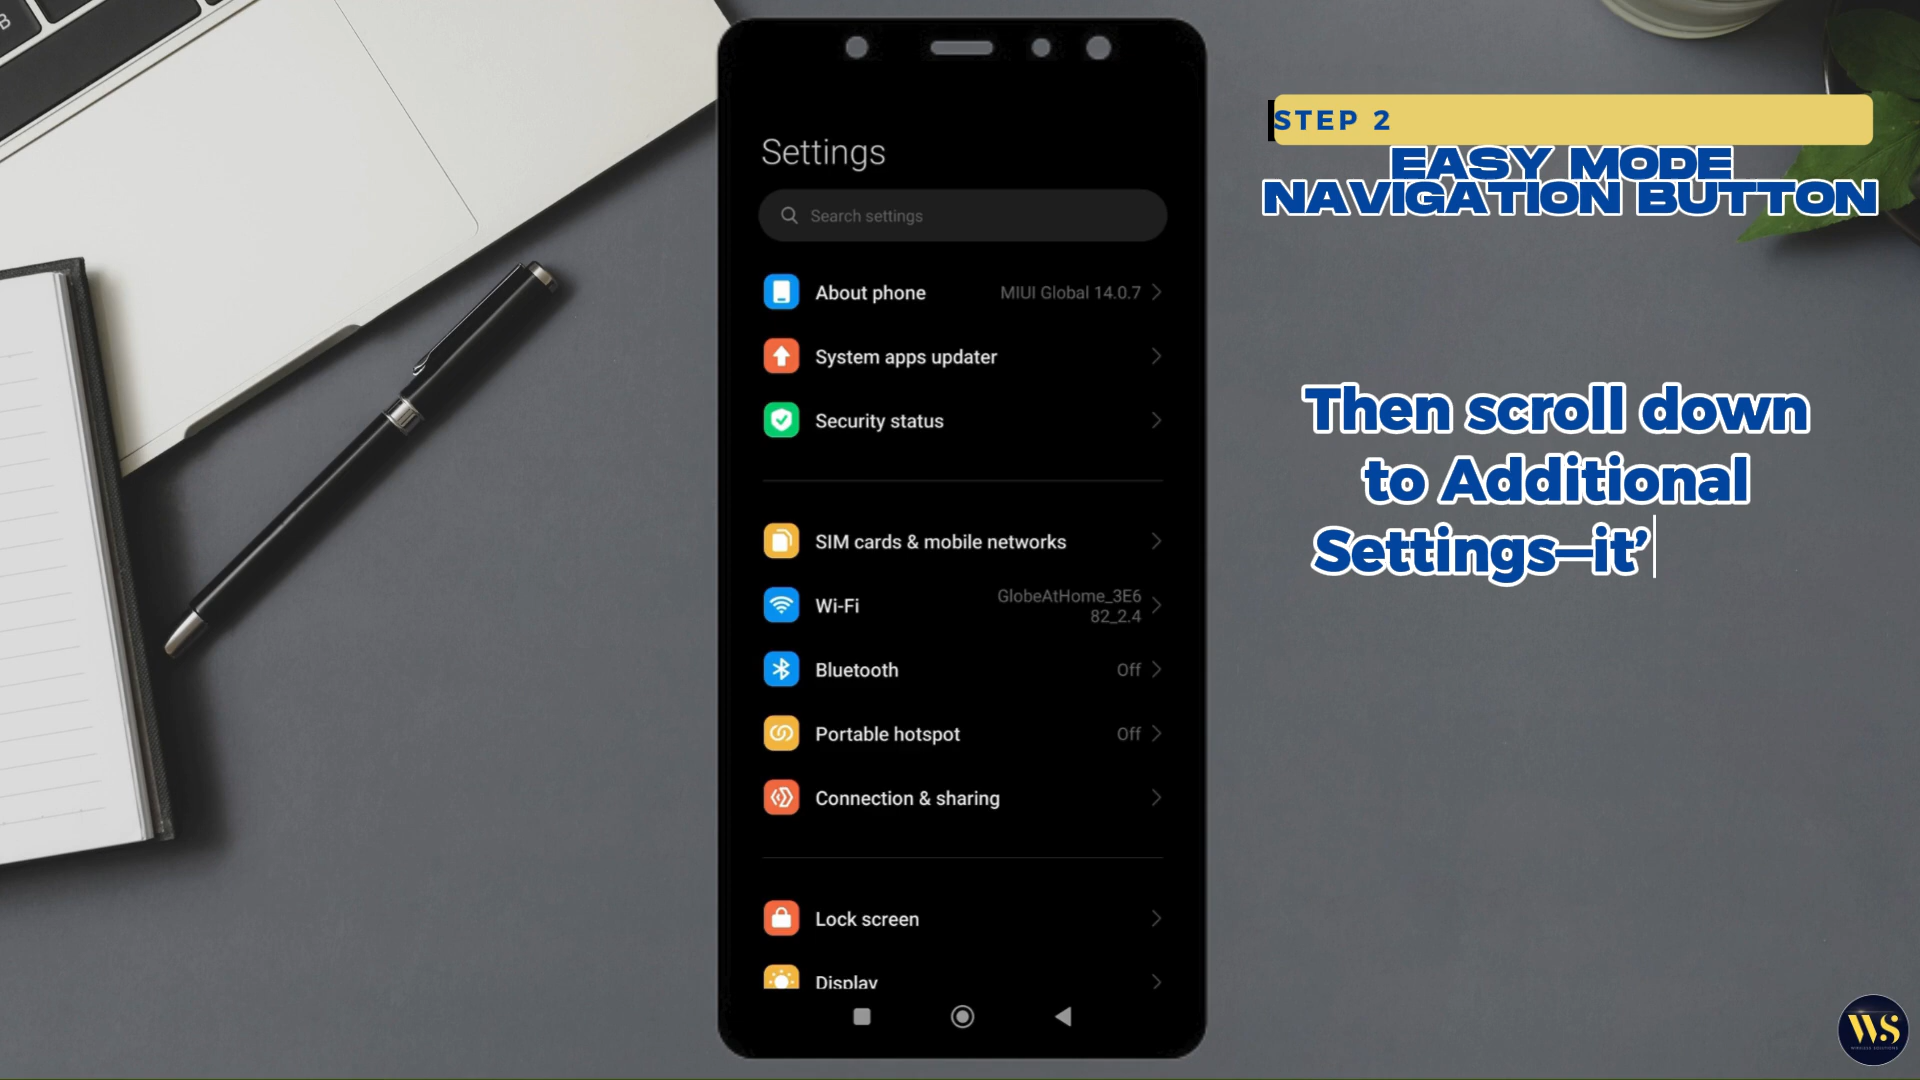 B
Settings
Search settings
About phone
MIUI Global 14.0.7
System apps updater
Security status
SIM cards & mobile networks
Wi-Fi
GlobeAtHome_3E6
82_2.4
Bluetooth
Off
Portable hotspot
Off
Connection & sharing
Lock screen
Display
STEP 2
EASY MODE
NAVIGATION BUTTON
Then scroll down
to Additional
Settings—it’
WS
WIRELESS SOLUTIONS